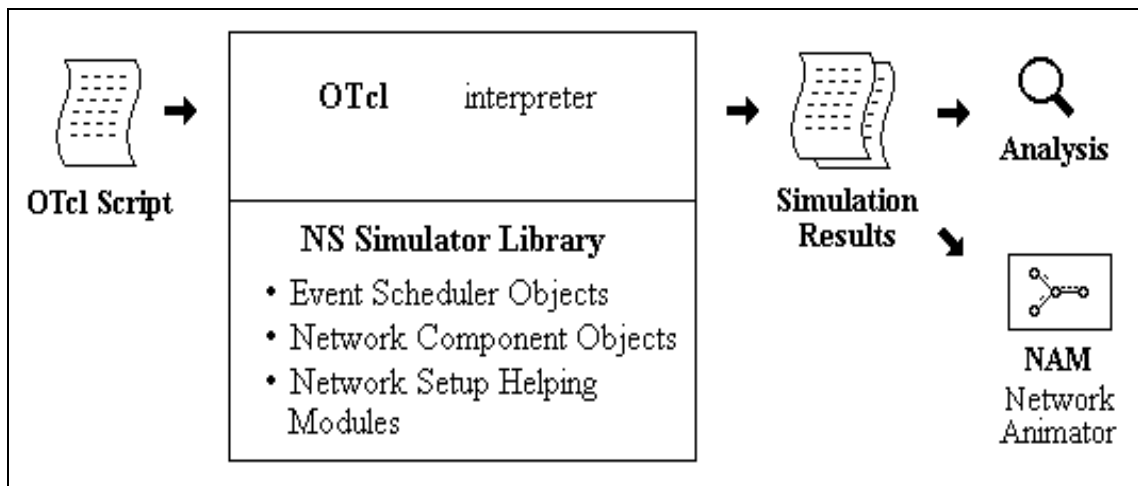 OTcl Script
OTcl interpreter
NS Simulator Library
• Event Scheduler Objects
• Network Component Objects
• Network Setup Helping
Modules
Simulation
Results
Analysis
NAM
Network
Animator